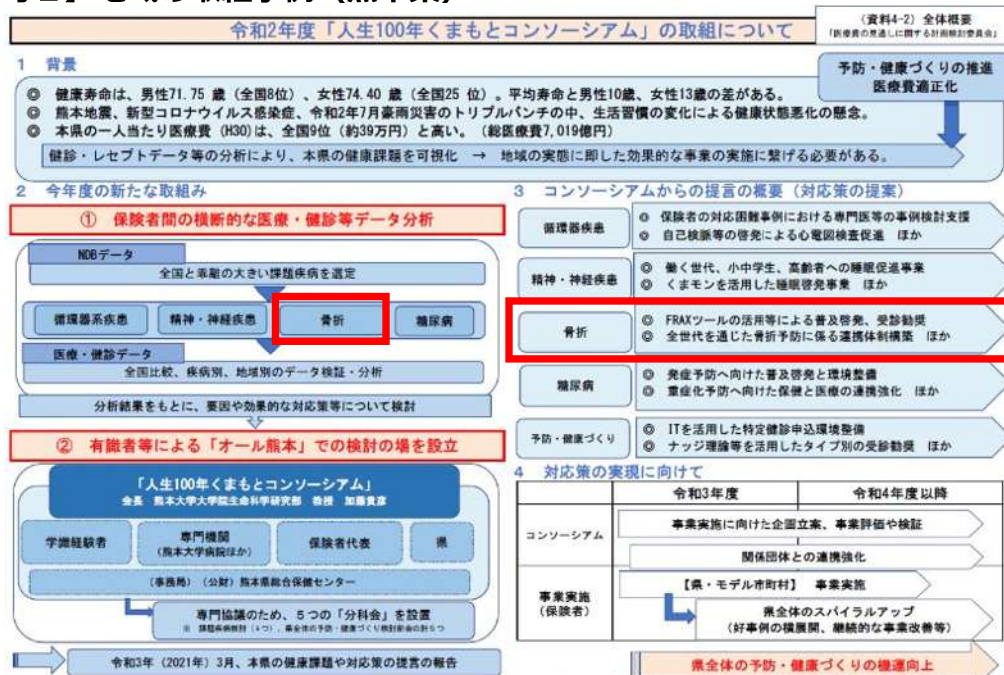 令和2年度「人生100年くまもとコンソーシアム」の取組について
(資料4-2) 全体概要
「医療費の見通しに関する計画検討委員会」
1 背景
予防・健康づくりの推進
医療費適正化
◎ 健康寿命は、男性71.75 歳(全国8位)、女性74.40 歳(全国25 位)。平均寿命と男性10歳、女性13歳の差がある。
◎ 熊本地震、新型コロナウイルス感染症、令和2年7月豪雨災害のトリプルパンチの中、生活習慣の変化による健康状態悪化の懸念。
◎ 本県の一人当たり医療費(H30)は、全国9位(約39万円)と高い。(総医療費7,019億円)
健診・レセプトデータ等の分析により、本県の健康課題を可視化 → 地域の実態に即した効果的な事業の実施に繋げる必要がある。
2 今年度の新たな取組み
① 保険者間の横断的な医療・健診等データ分析
NDBデータ
全国と乖離の大きい課題疾病を選定
循環器系疾患
精神・神経疾患
骨折
糖尿病
医療・健診データ
全国比較、疾病別、地域別のデータ検証・分析
分析結果をもとに、要因や効果的な対応策等について検討
② 有識者等による「オール熊本」での検討の場を設立
「人生100年くまもとコンソーシアム」
会長 熊本大学大学院生命科学研究部 教授 加藤貴彦
学識経験者
専門機関
(熊本大学病院ほか)
保険者代表
県
(事務局)(公財)熊本県総合保健センター
専門協議のため、5つの「分科会」を設置
令和3年(2021年)3月、本県の健康課題や対応策の提言の報告
3 コンソーシアムからの提言の概要(対応策の提案)
循環器疾患
◎ 保険者の対応困難事例における専門医等の事例検討支援
◎ 自己検脈等の啓発による心電図検査促進 ほか
精神・神経疾患
◎ 働く世代、小中学生、高齢者への睡眠促進事業
◎ くまモンを活用した睡眠啓発事業 ほか
骨折
◎ FRAXツールの活用等による普及啓発、受診勧奨
◎ 全世代を通じた骨折予防に係る連携体制構築 ほか
糖尿病
◎ 発症予防へ向けた普及啓発と環境整備
◎ 重症化予防へ向けた保健と医療の連携強化 ほか
予防・健康づくり
◎ ITを活用した特定健診申込環境整備
◎ ナッジ理論等を活用したタイプ別の受診勧奨 ほか
4 対応策の実現に向けて
令和3年度
令和4年度以降
コンソーシアム
事業実施に向けた企画立案、事業評価や検証
関係団体との連携強化
事業実施
(保険者)
【県・モデル市町村】 事業実施
県全体のスパイラルアップ
(好事例の横展開、継続的な事業改善等)
県全体の予防・健康づくりの機運向上